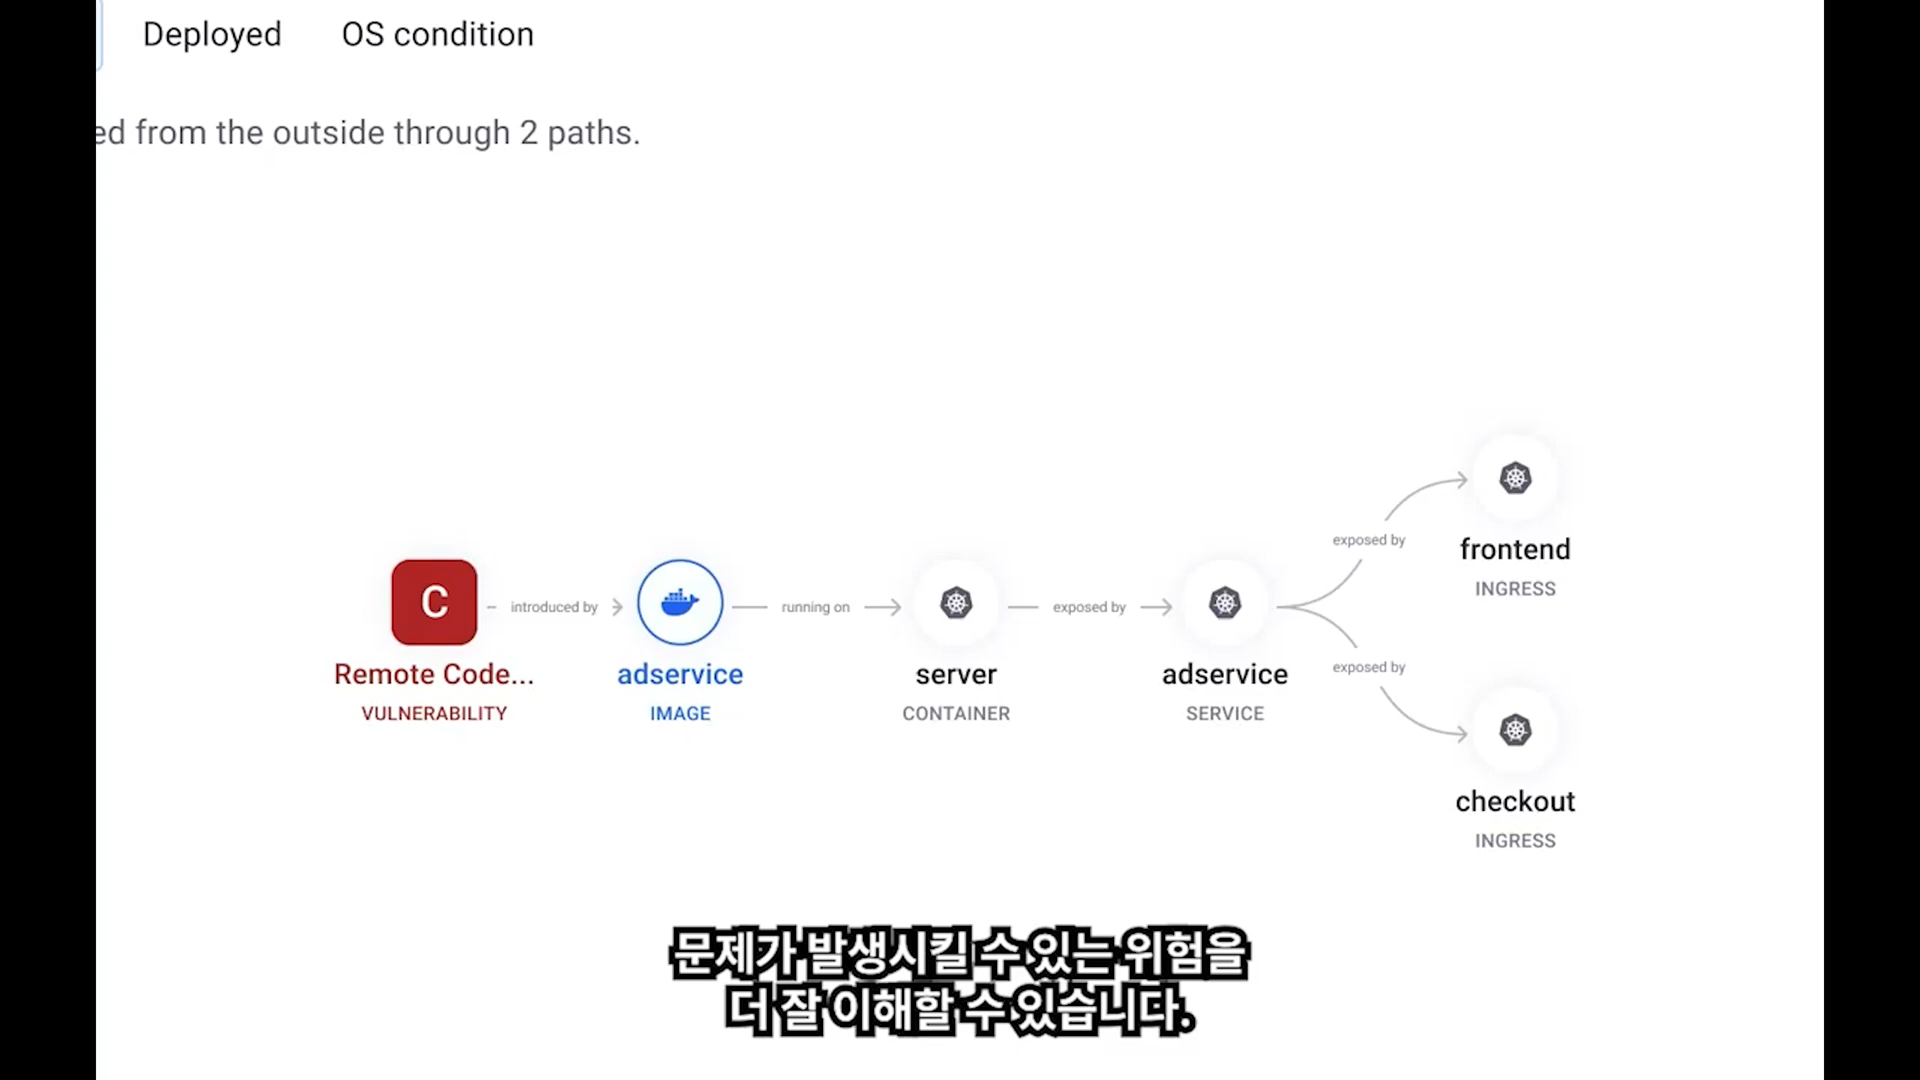 Deployed OS condition
ed from the outside through 2 paths.
exposed by
frontend
INGRESS
C introduced by running on exposed by
Remote Code... adservice server adservice
VULNERABILITY IMAGE CONTAINER SERVICE
exposed by
checkout
INGRESS
문제가 발생시킬 수 있는 위험을
더 잘 이해할 수 있습니다.